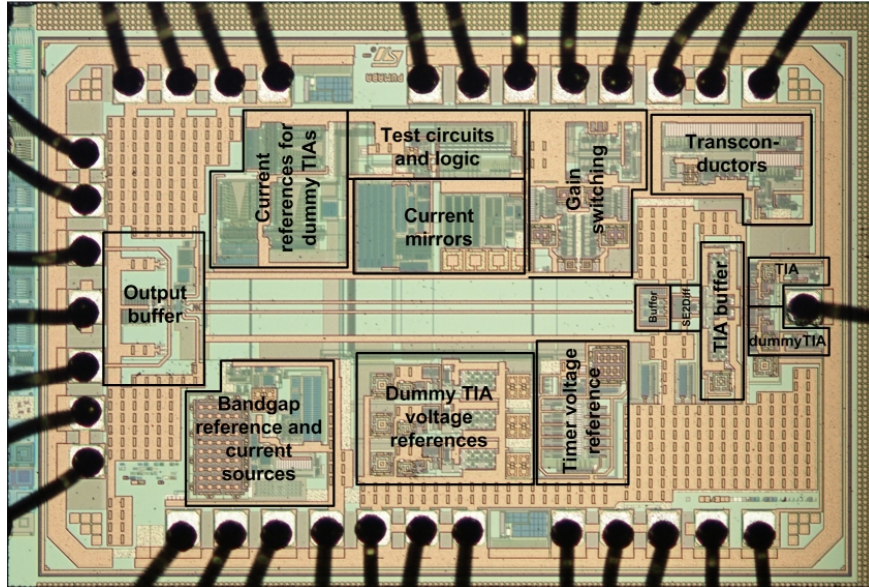 Current
references for
dummy TIAs
Test circuits
and logic
Current
mirrors
Gain
switching
Transcon-
ductors
Output
buffer
Buffer
SE2Diff
TIA buffer
TIA
dummyTIA
Bandgap
reference and
current
sources
Dummy TIA
voltage
references
Timer voltage
reference